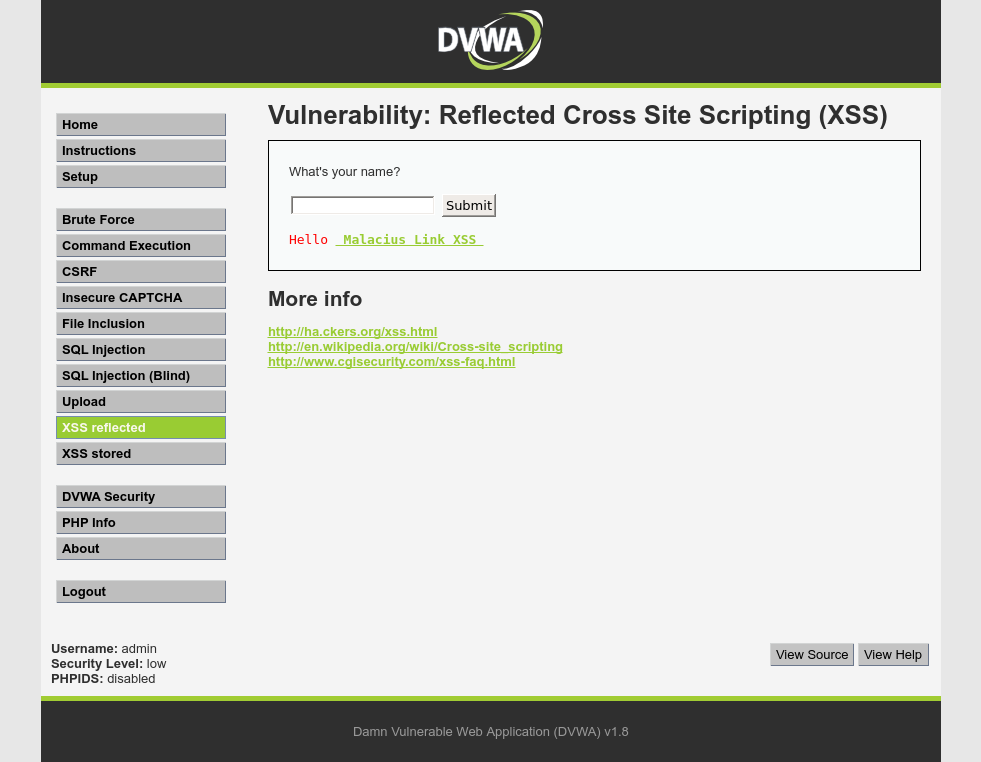 DVWA
Vulnerability: Reflected Cross Site Scripting (XSS)
Home
Instructions
Setup
Brute Force
Command Execution
CSRF
Insecure CAPTCHA
File Inclusion
SQL Injection
SQL Injection (Blind)
Upload
XSS reflected
XSS stored
DVWA Security
PHP Info
About
Logout
What's your name?
Submit
Hello Malacius Link XSS
More info
http://ha.ckers.org/xss.html
http://en.wikipedia.org/wiki/Cross-site_scripting
http://www.cgisecurity.com/xss-faq.html
Username: admin
Security Level: low
PHPIDS: disabled
View Source View Help
Damn Vulnerable Web Application (DVWA) v1.8